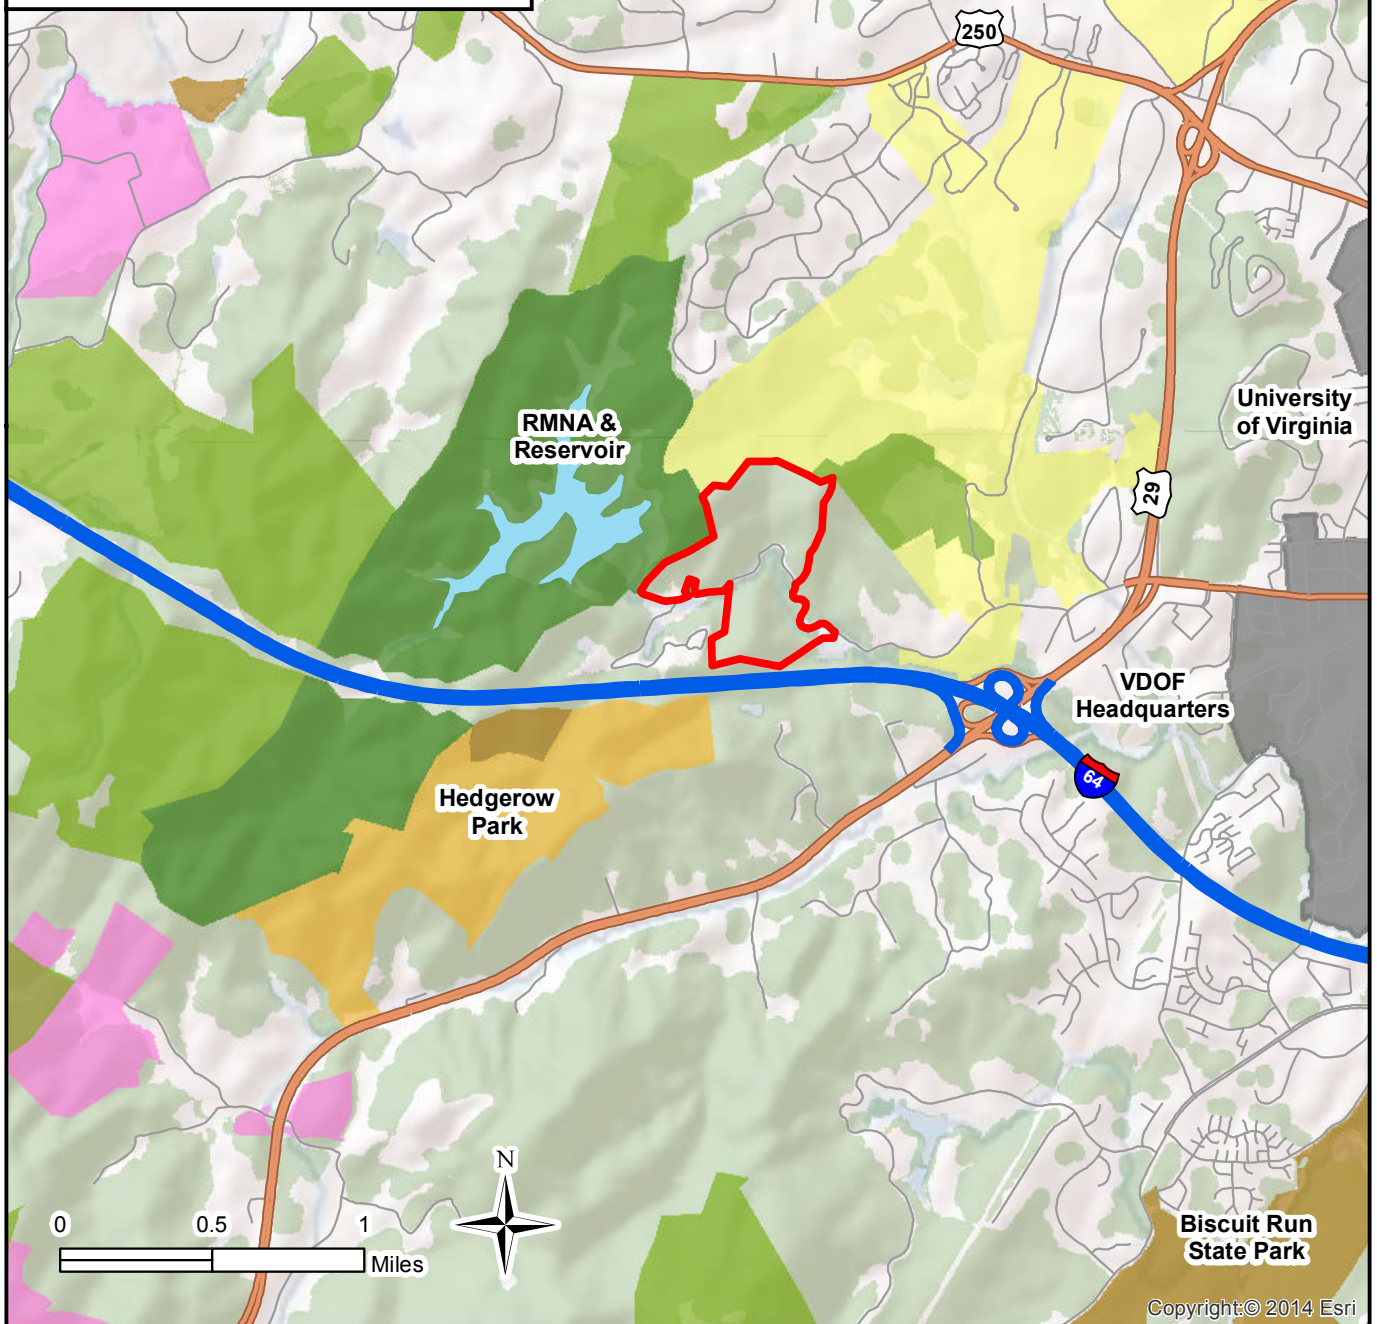 250
University
of Virginia
RMNA &
Reservoir
29
VDOF
Headquarters
64
Hedgerow
Park
N
0 0.5 1
Miles
Biscuit Run
State Park
Copyright:© 2014 Esri